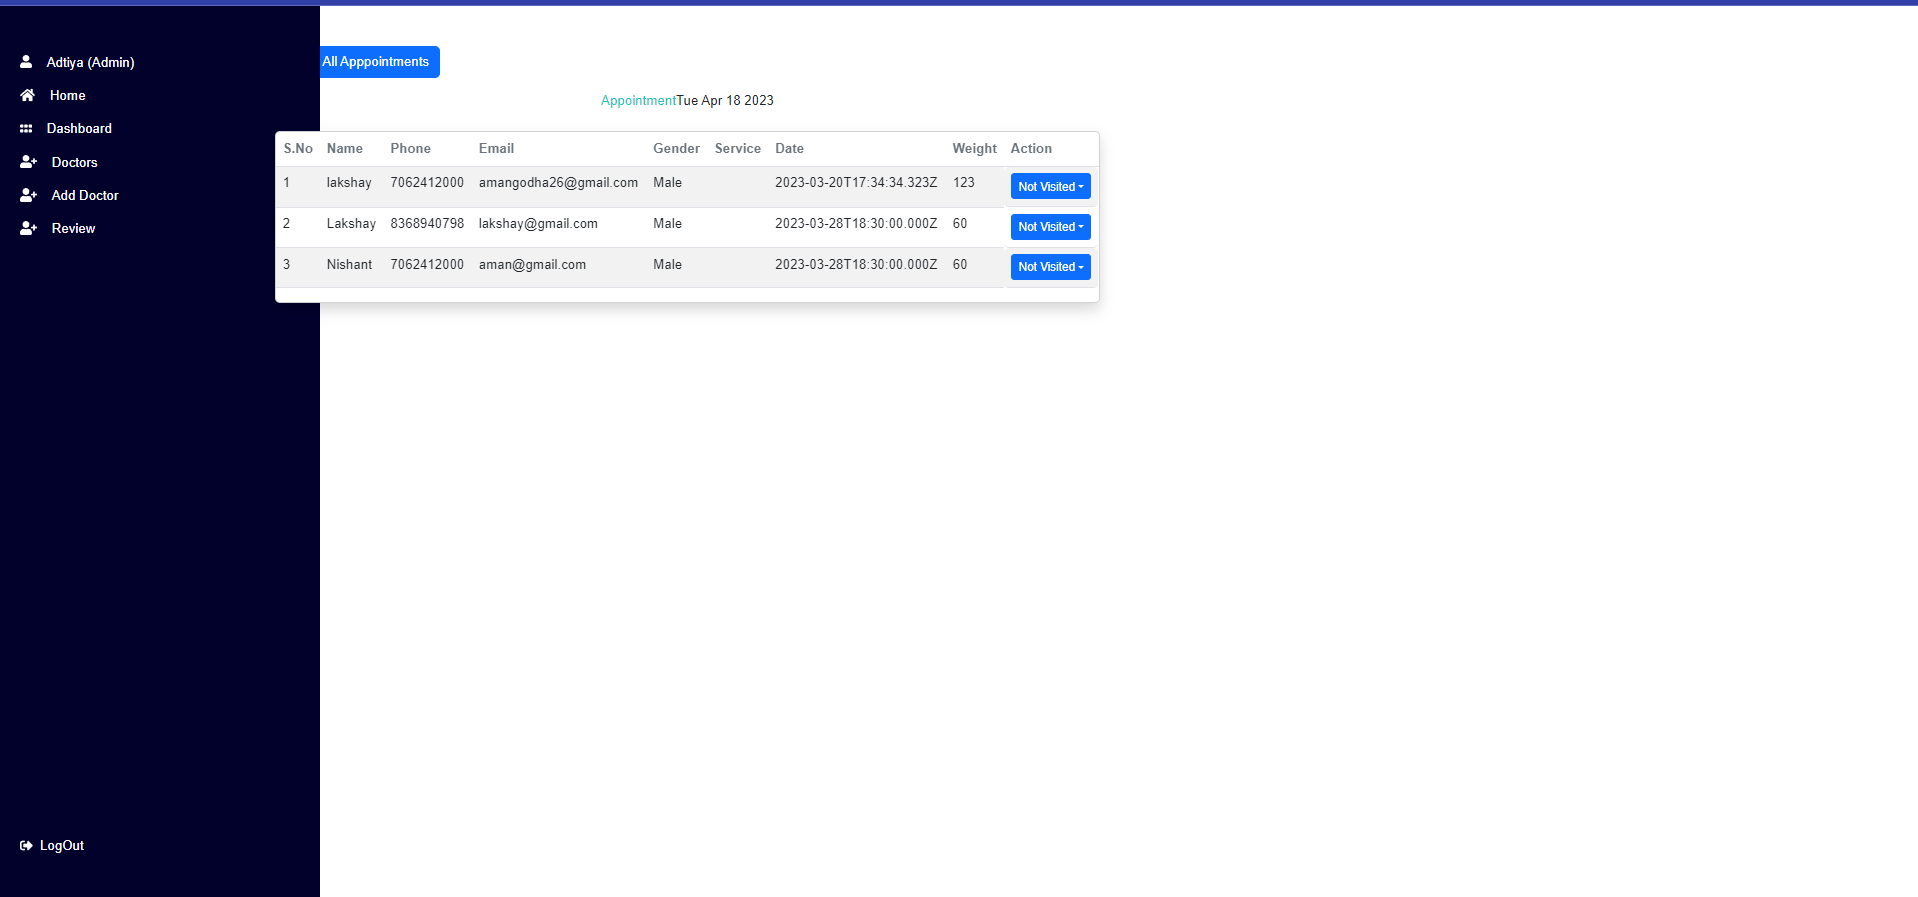 Adtiya (Admin)
Home
Dashboard
Doctors
Add Doctor
Review
LogOut
All Apppointments
AppointmentTue Apr 18 2023
S.No Name Phone Email Gender Service Date Weight Action
1 lakshay 7062412000 amangodha26@gmail.com Male 2023-03-20T17:34:34.323Z 123 Not Visited
2 Lakshay 8368940798 lakshay@gmail.com Male 2023-03-28T18:30:00.000Z 60 Not Visited
3 Nishant 7062412000 aman@gmail.com Male 2023-03-28T18:30:00.000Z 60 Not Visited